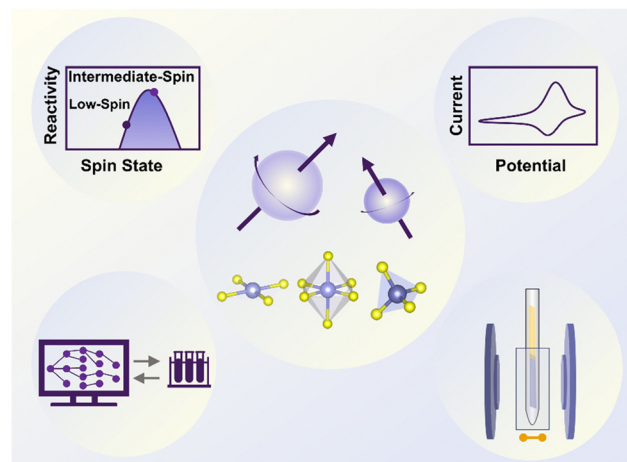 Reactivity
Intermediate-Spin
Low-Spin
Spin State
Current
Potential